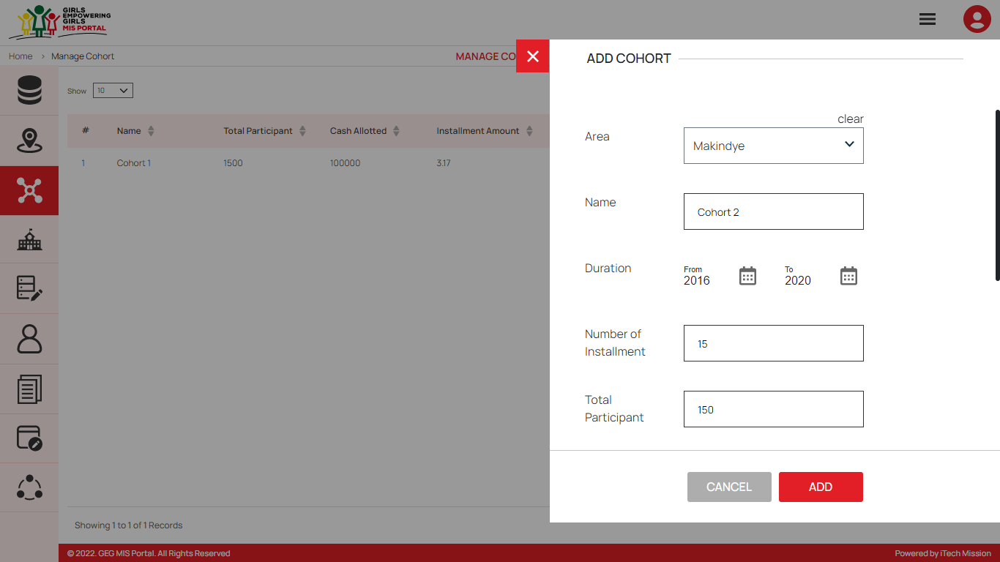 GIRLS
EMPOWERING
GIRLS
MIS PORTAL
Home > Manage Cohort
MANAGE CO
Show 10
# Name Total Participant Cash Allotted Installment Amount
1 Cohort 1 1500 100000 3.17
Showing 1 to 1 of 1 Records
ADD COHORT
clear
Area Makindye
Name Cohort 2
Duration From 2016 To 2020
Number of
Installment 15
Total
Participant 150
CANCEL ADD
© 2022. GEG MIS Portal. All Rights Reserved Powered by iTech Mission